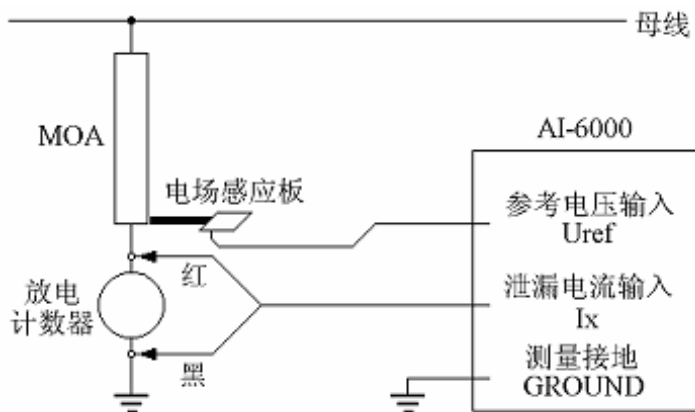 母线
MOA
AI-6000
电场感应板
参考电压输入
Uref
红
放电
计数器
泄漏电流输入
Ix
黑
测量接地
GROUND